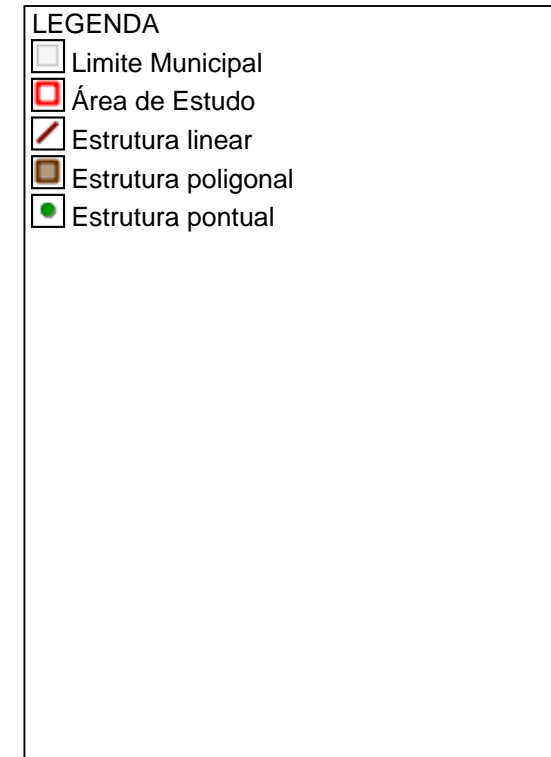 LEGENDA
Limite Municipal
Área de Estudo
Estrutura linear
Estrutura poligonal
Estrutura pontual